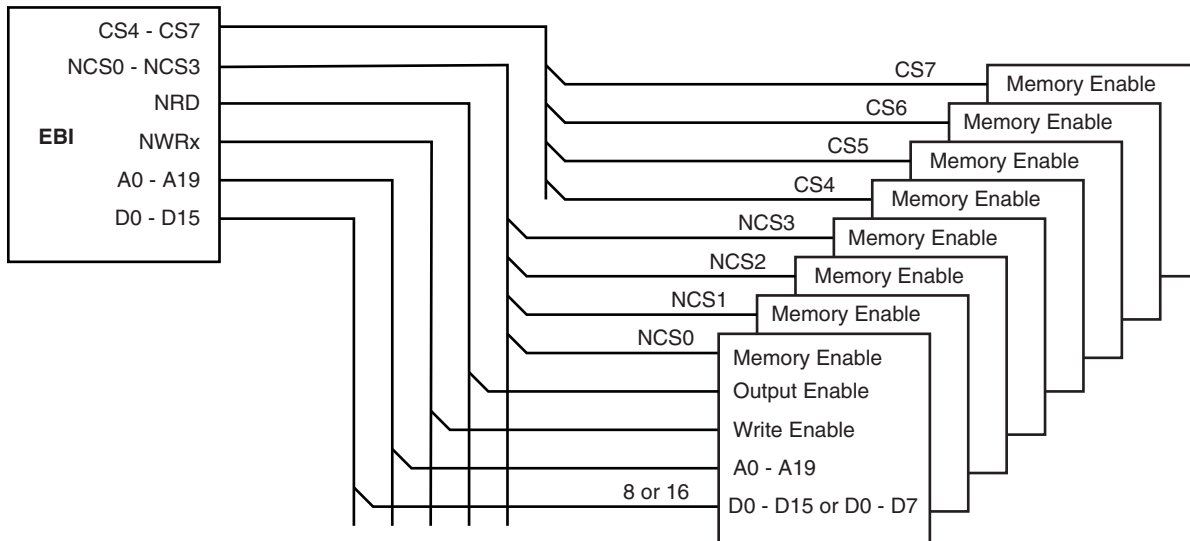 CS4 - CS7
NCS0 - NCS3
NRD
EBI
NWRx
A0 - A19
D0 - D15
CS7
Memory Enable
CS6
Memory Enable
CS5
Memory Enable
CS4
Memory Enable
NCS3
Memory Enable
NCS2
Memory Enable
NCS1
Memory Enable
NCS0
Memory Enable
Output Enable
Write Enable
A0 - A19
8 or 16
D0 - D15 or D0 - D7